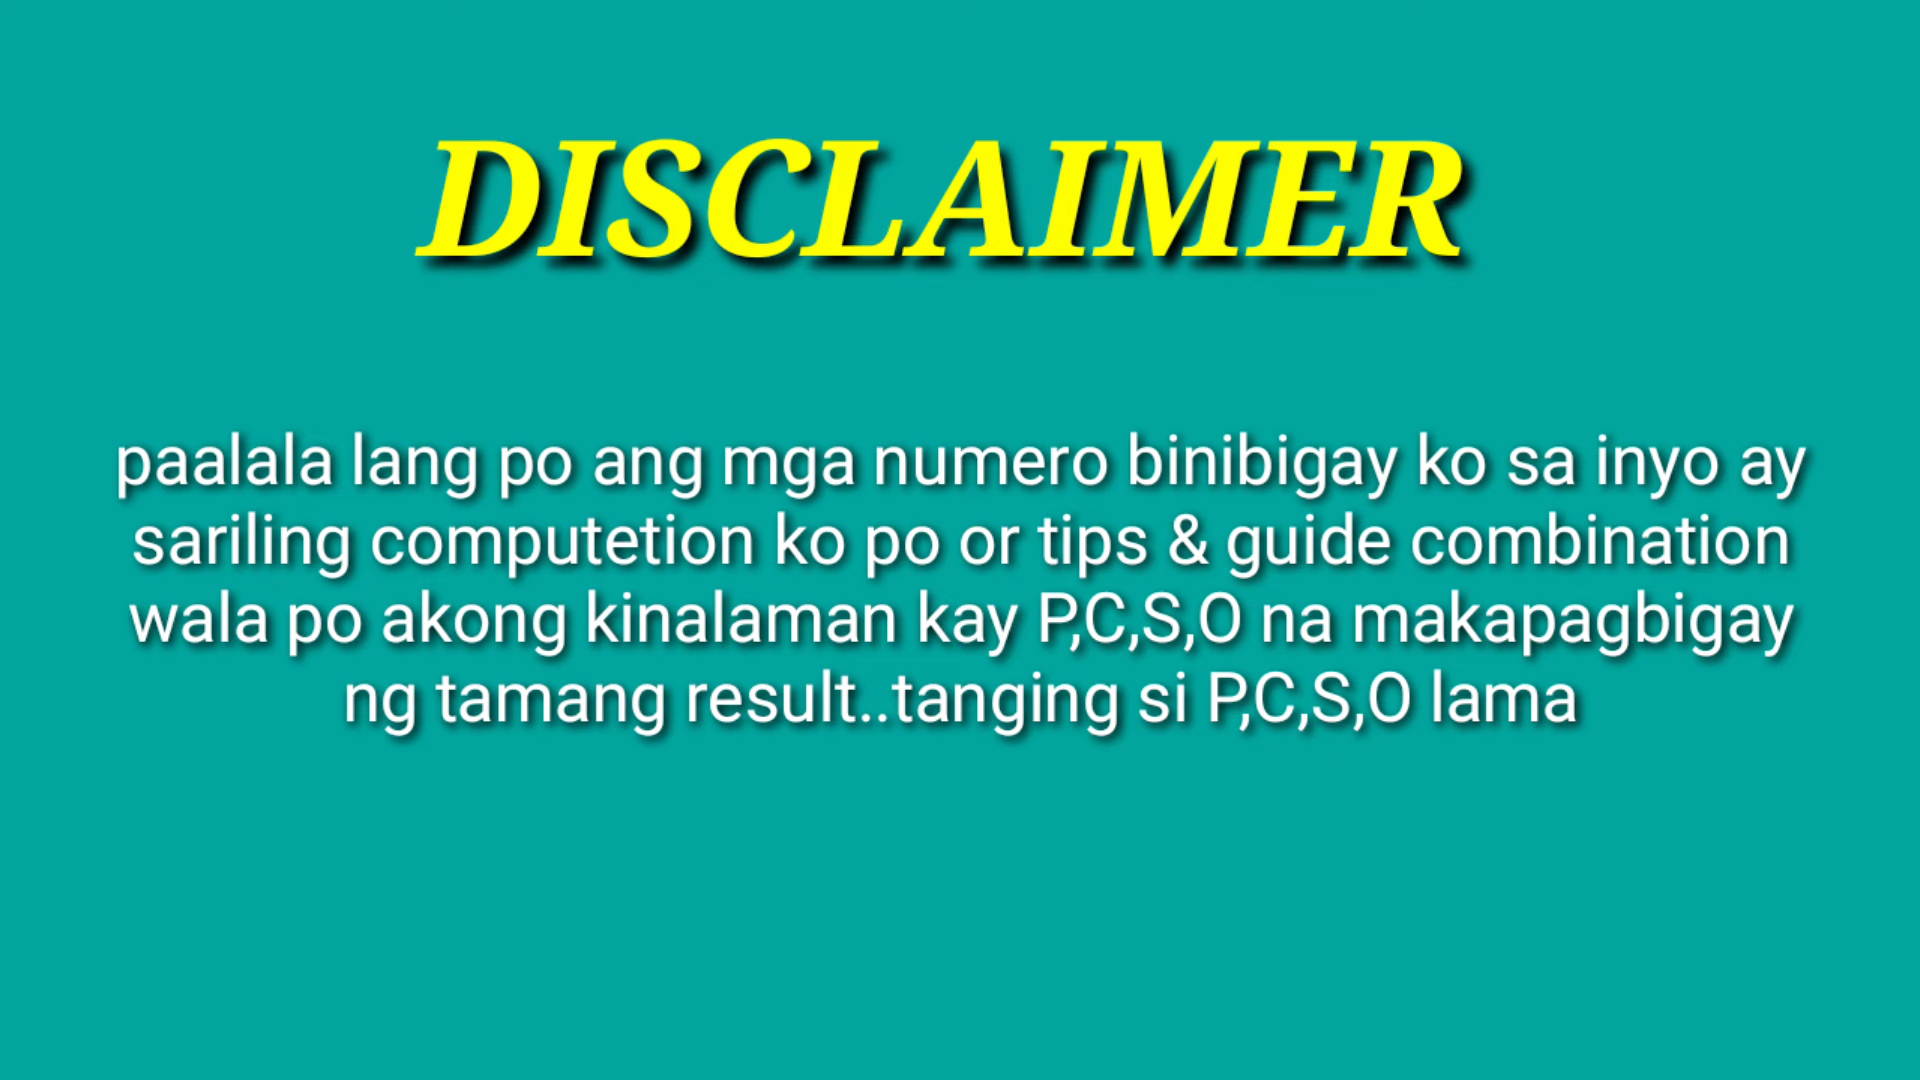 DISCLAIMER
paalala lang po ang mga numero binibigay ko sa inyo ay
sariling computetion ko po or tips & guide combination
wala po akong kinalaman kay P,C,S,O na makapagbigay
ng tamang result..tanging si P,C,S,O lama